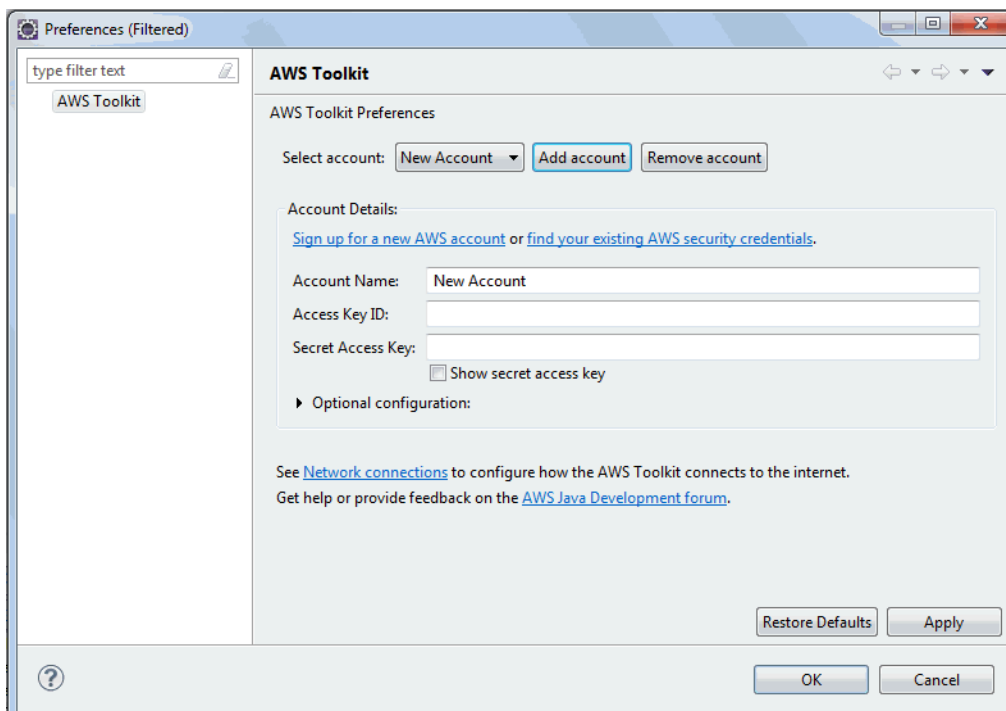 Preferences (Filtered)
type filter text
AWS Toolkit
AWS Toolkit
AWS Toolkit Preferences
Select account: New Account Add account Remove account
Account Details:
Sign up for a new AWS account or find your existing AWS security credentials.
Account Name: New Account
Access Key ID:
Secret Access Key:
Show secret access key
Optional configuration:
See Network connections to configure how the AWS Toolkit connects to the internet.
Get help or provide feedback on the AWS Java Development forum.
Restore Defaults Apply
? OK Cancel